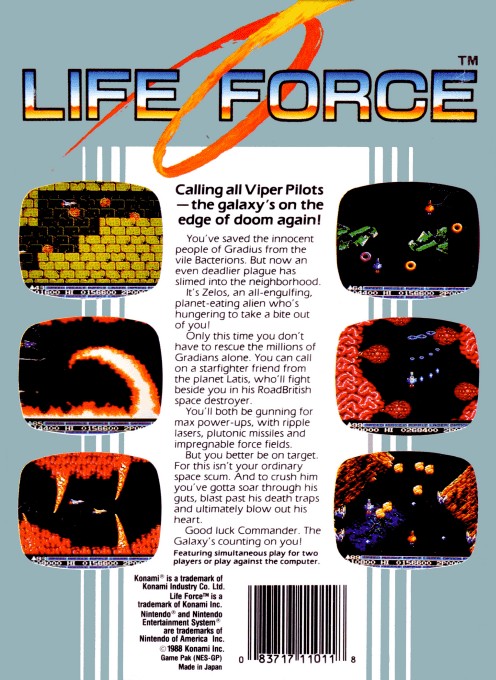 LIFE FORCE™
Calling all Viper Pilots
—the galaxy's on the
edge of doom again!
You've saved the innocent
people of Gradius from the
vile Bacterions. But now an
even deadlier plague has
slimed into the neighborhood.
It's Zelos, an all-engulfing,
planet-eating alien who's
hungering to take a bite out
of you!
Only this time you don't
have to rescue the millions of
Gradians alone. You can call
on a starfighter friend from
the planet Latis, who'll fight
beside you in his RoadBritish
space destroyer.
You'll both be gunning for
max power-ups, with ripple
lasers, plutonic missiles and
impregnable force fields.
But you better be on target.
For this isn't your ordinary
space scum. And to crush him
you've gotta soar through his
guts, blast past his death traps
and ultimately blow out his
heart.
Good luck Commander. The
Galaxy's counting on you!
Featuring simultaneous play for two
players or play against the computer.
Konami® is a trademark of
Konami Industry Co. Ltd.
Life Force™ is a
trademark of Konami Inc.
Nintendo® and Nintendo
Entertainment System®
are trademarks of
Nintendo of America Inc.
© 1988 Konami Inc.
Game Pak (NES-GP)
Made in Japan
0 83717 11011 8